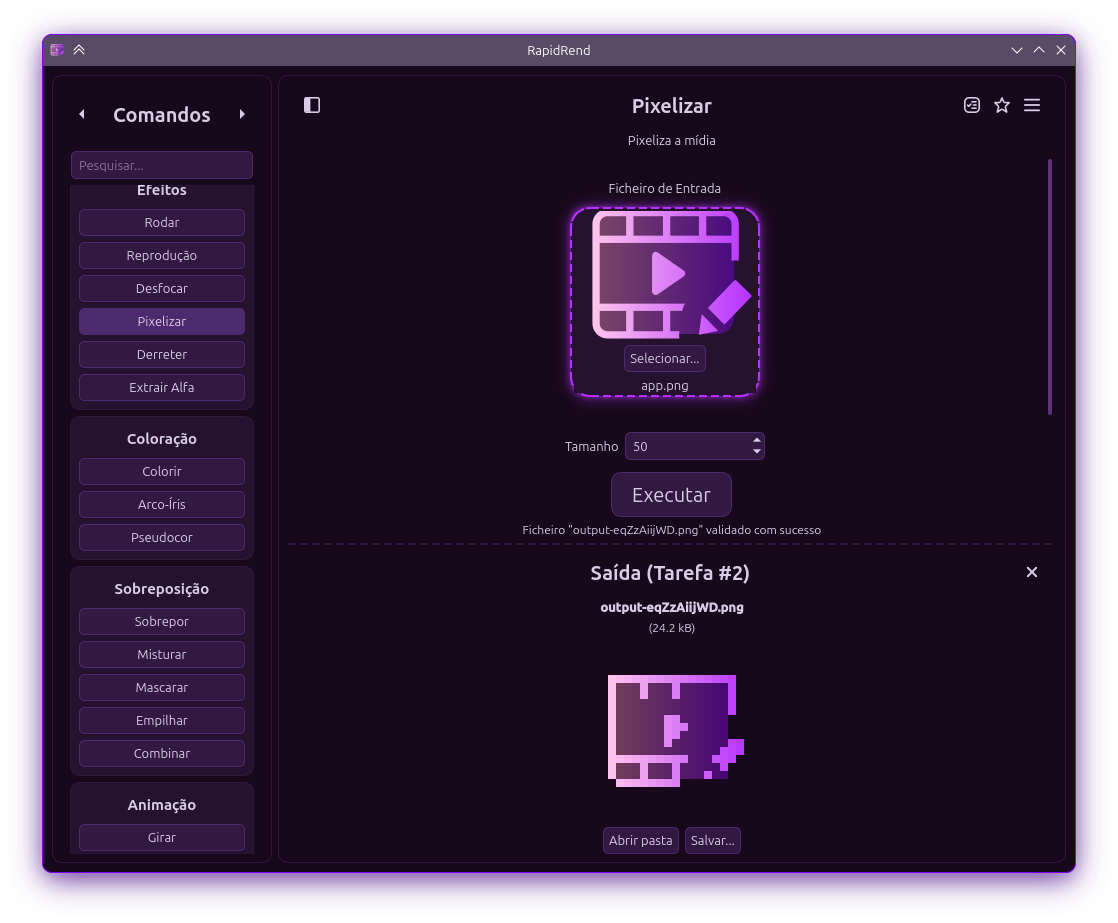 RapidRend
Comandos
Pesquisar...
Efeitos
Rodar
Reprodução
Desfocar
Pixelizar
Derreter
Extrair Alfa
Coloração
Colorir
Arco-Íris
Pseudocor
Sobreposição
Sobrepor
Misturar
Mascarar
Empilhar
Combinar
Animação
Girar
Pixelizar
Pixeliza a mídia
Ficheiro de Entrada
Selecionar...
app.png
Tamanho 50
Executar
Ficheiro "output-eqZzAiijWD.png" validado com sucesso
Saída (Tarefa #2)
output-eqZzAiijWD.png
(24.2 kB)
Abrir pasta Salvar...